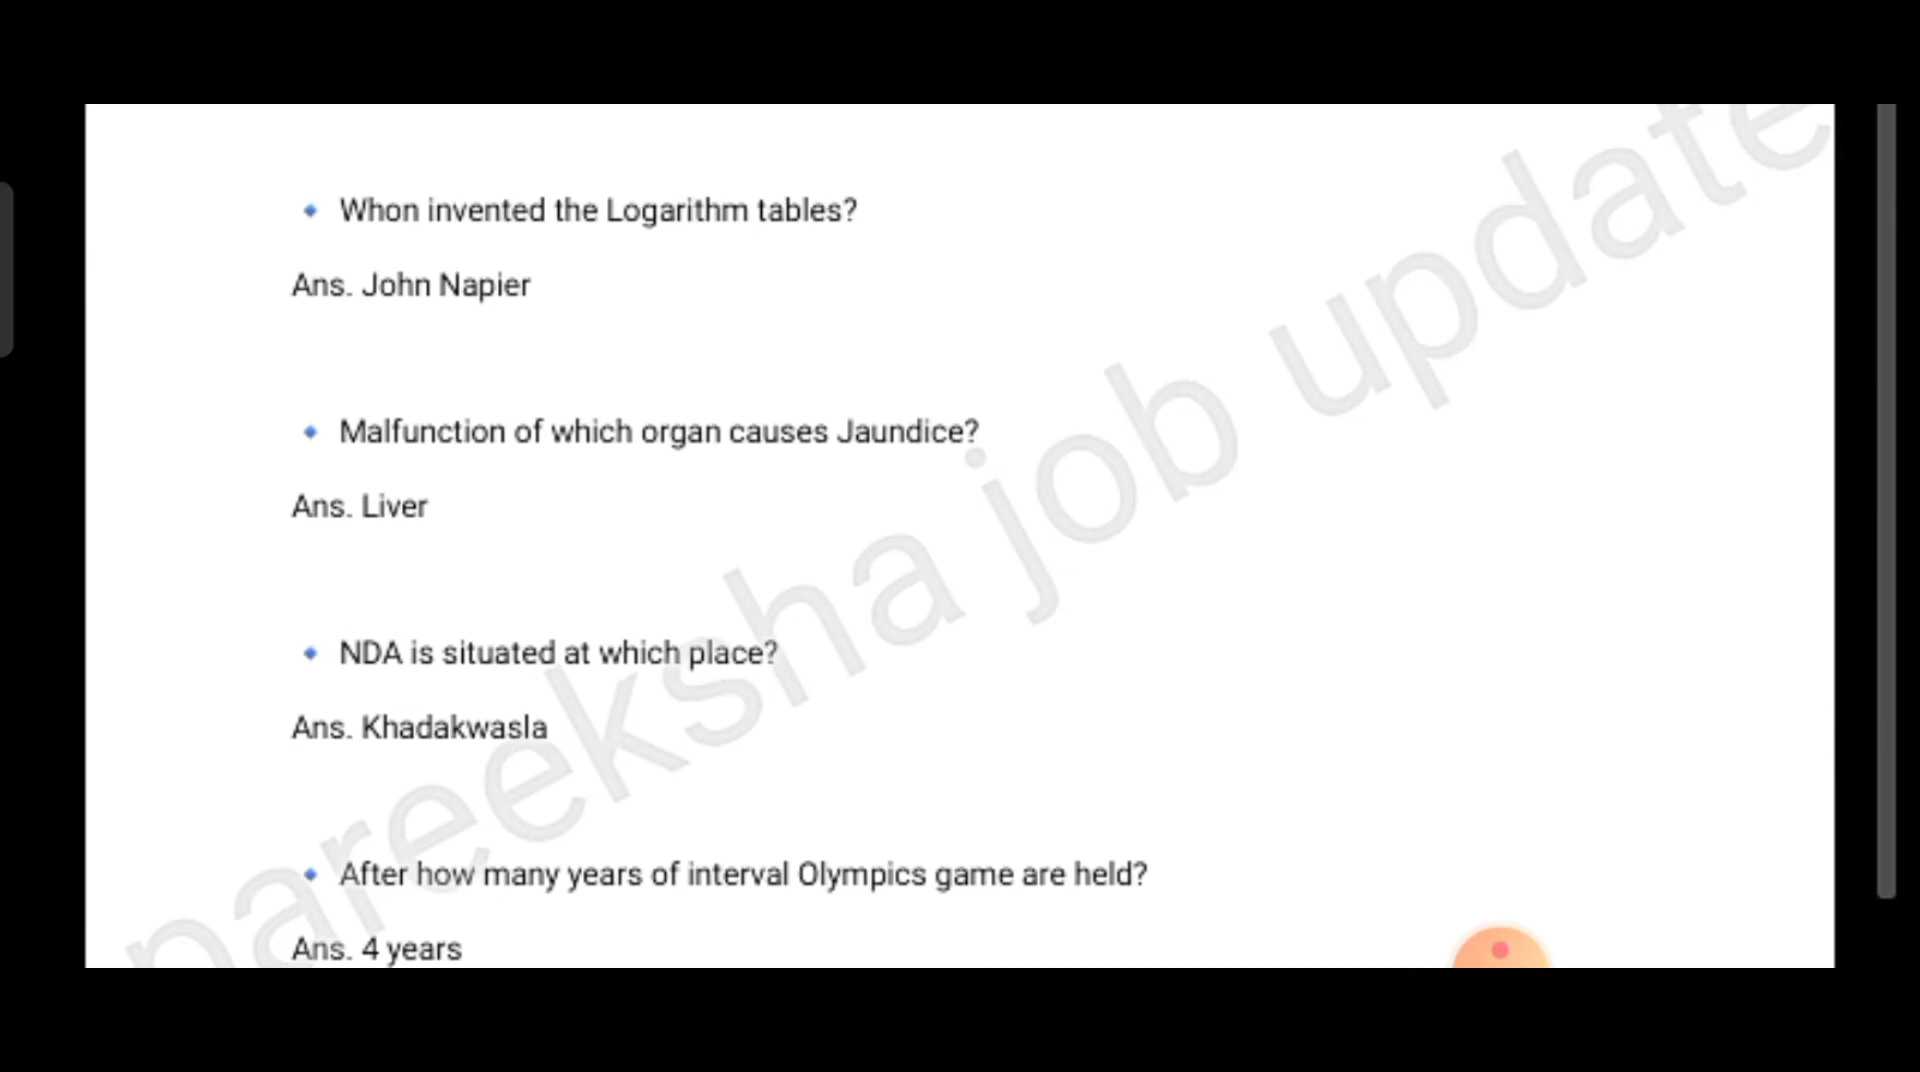 Whon invented the Logarithm tables?
Ans. John Napier
Malfunction of which organ causes Jaundice?
Ans. Liver
NDA is situated at which place?
Ans. Khadakwasla
After how many years of interval Olympics game are held?
Ans. 4 years
pareeksha job update